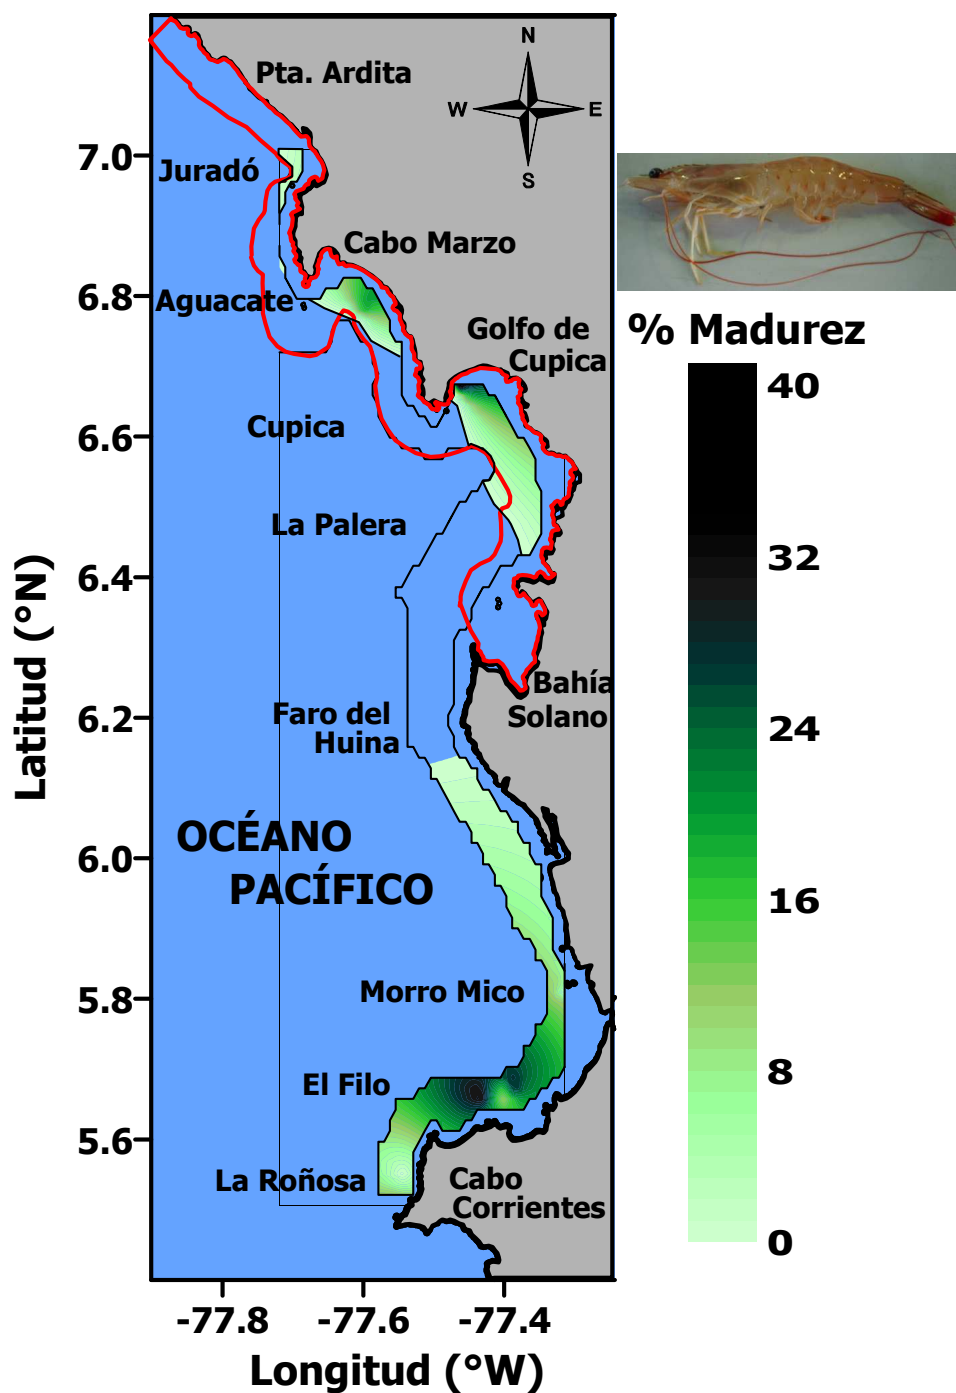 N
W E
S
Pta. Ardita
7.0
Juradó
Cabo Marzo
6.8
Aguacate
Golfo de
Cupica
% Madurez
40
Cupica
6.6
La Palera
32
6.4
Bahía
Solano
Faro del
Huina
6.2
24
OCÉANO
PACÍFICO
6.0
16
Morro Mico
5.8
8
El Filo
5.6
La Roñosa
Cabo
Corrientes
0
-77.8 -77.6 -77.4
Latitud (°N)
Longitud (°W)